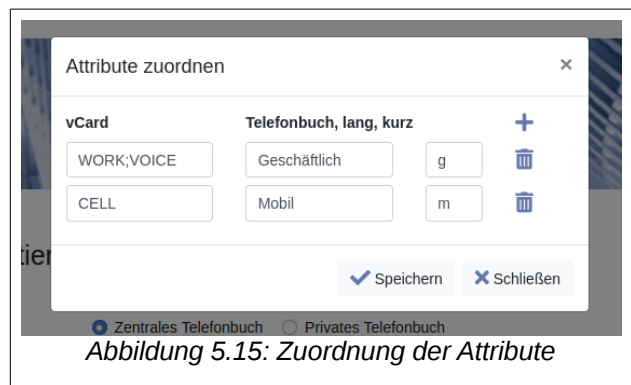 Attribute zuordnen ×
vCard Telefonbuch, lang, kurz +
WORK;VOICE Geschäftlich g
CELL Mobil m
tier
Speichern Schließen
Zentrales Telefonbuch Privates Telefonbuch
Abbildung 5.15: Zuordnung der Attribute